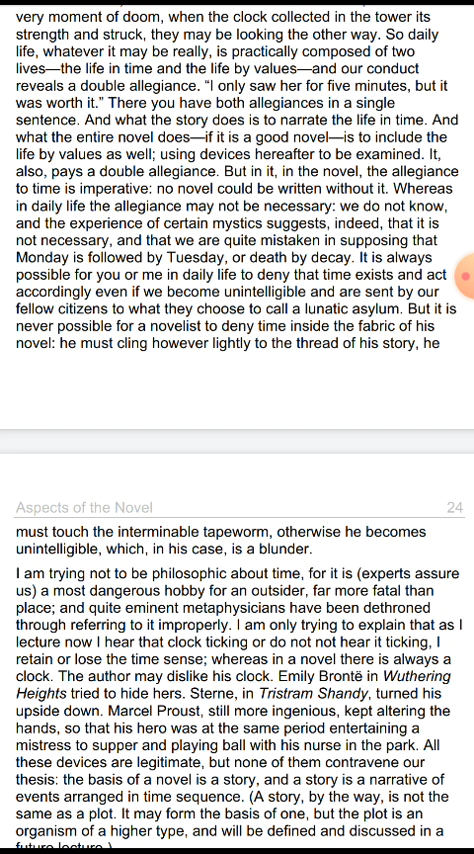 very moment of doom, when the clock collected in the tower its
strength and struck, they may be looking the other way. So daily
life, whatever it may be really, is practically composed of two
lives—the life in time and the life by values—and our conduct
reveals a double allegiance. “I only saw her for five minutes, but it
was worth it.” There you have both allegiances in a single
sentence. And what the story does is to narrate the life in time. And
what the entire novel does—if it is a good novel—is to include the
life by values as well; using devices hereafter to be examined. It,
also, pays a double allegiance. But in it, in the novel, the allegiance
to time is imperative: no novel could be written without it. Whereas
in daily life the allegiance may not be necessary: we do not know,
and the experience of certain mystics suggests, indeed, that it is
not necessary, and that we are quite mistaken in supposing that
Monday is followed by Tuesday, or death by decay. It is always
possible for you or me in daily life to deny that time exists and act
accordingly even if we become unintelligible and are sent by our
fellow citizens to what they choose to call a lunatic asylum. But it is
never possible for a novelist to deny time inside the fabric of his
novel: he must cling however lightly to the thread of his story, he
Aspects of the Novel 24
must touch the interminable tapeworm, otherwise he becomes
unintelligible, which, in his case, is a blunder.
I am trying not to be philosophic about time, for it is (experts assure
us) a most dangerous hobby for an outsider, far more fatal than
place; and quite eminent metaphysicians have been dethroned
through referring to it improperly. I am only trying to explain that as I
lecture now I hear that clock ticking or do not not hear it ticking, I
retain or lose the time sense; whereas in a novel there is always a
clock. The author may dislike his clock. Emily Brontë in Wuthering
Heights tried to hide hers. Sterne, in Tristram Shandy, turned his
upside down. Marcel Proust, still more ingenious, kept altering the
hands, so that his hero was at the same period entertaining a
mistress to supper and playing ball with his nurse in the park. All
these devices are legitimate, but none of them contravene our
thesis: the basis of a novel is a story, and a story is a narrative of
events arranged in time sequence. (A story, by the way, is not the
same as a plot. It may form the basis of one, but the plot is an
organism of a higher type, and will be defined and discussed in a
future lecture.)